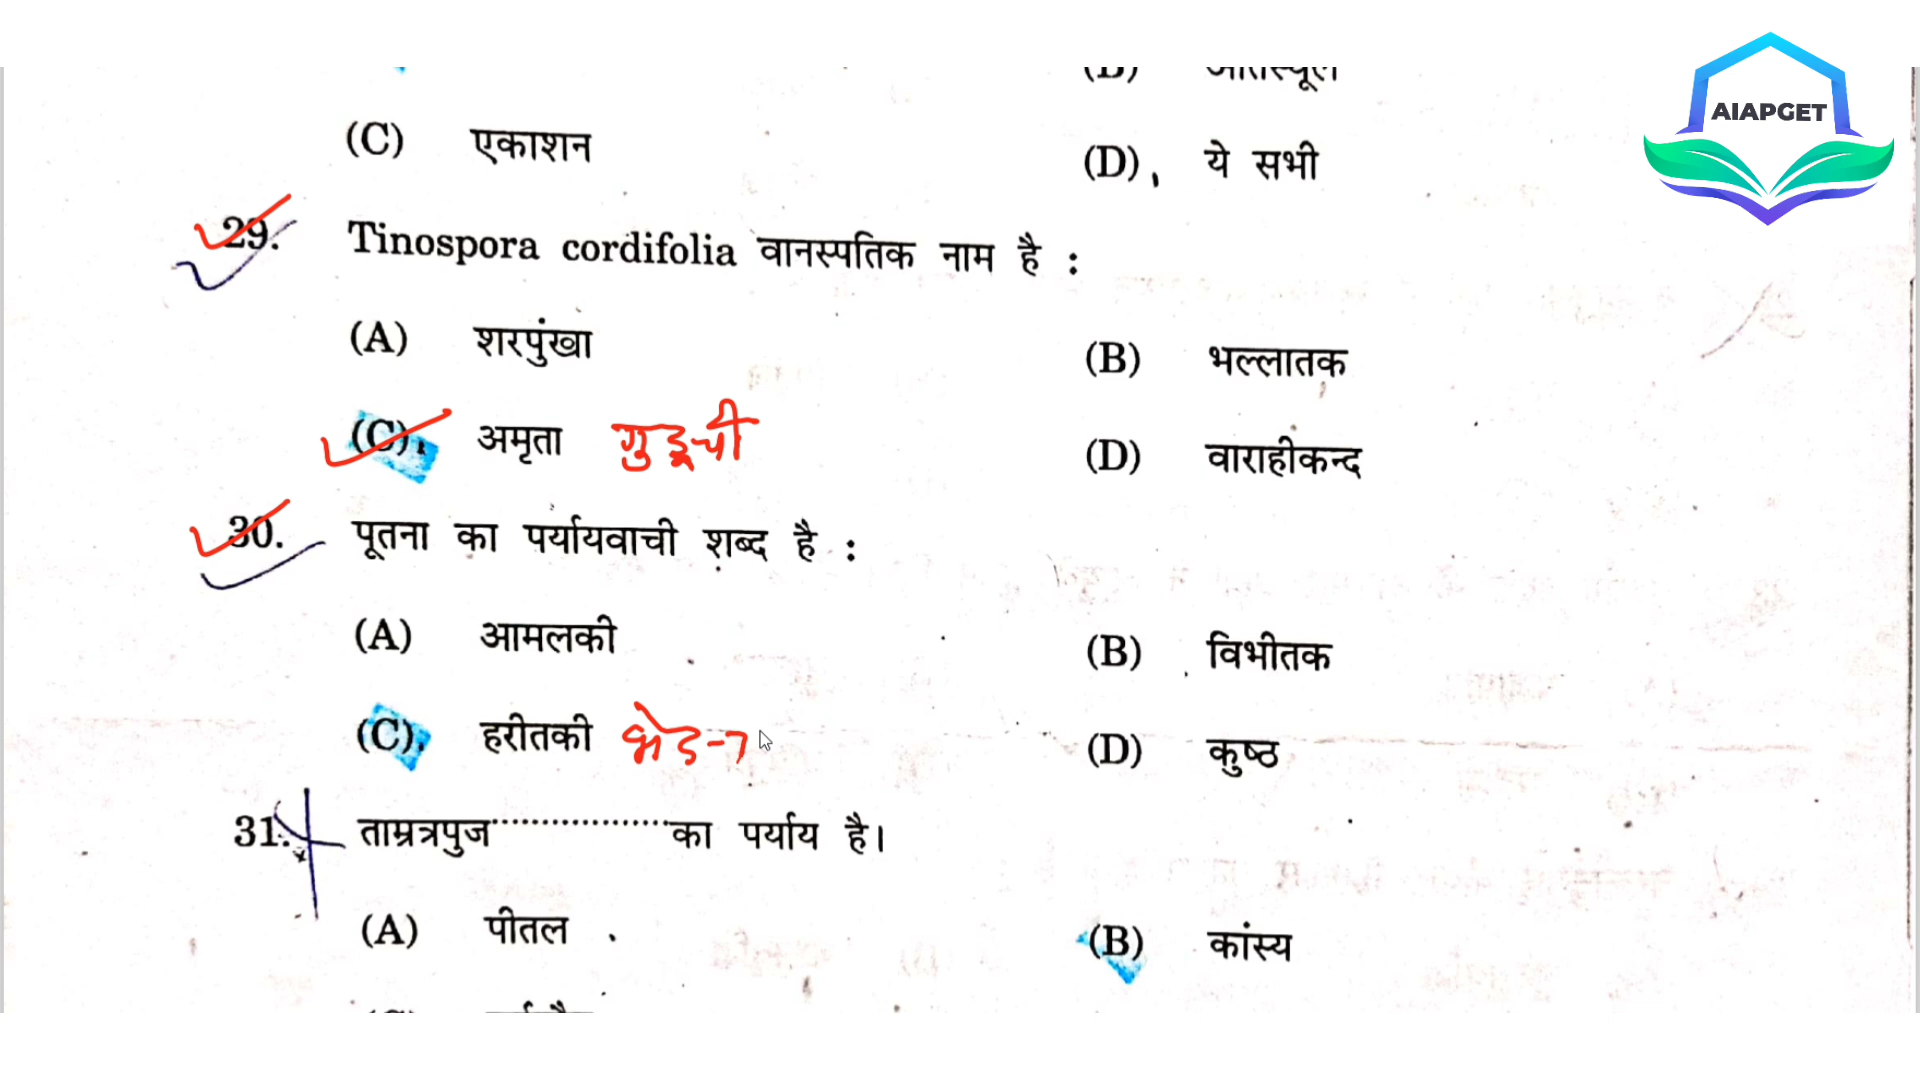 AIAPGET
(C) एकाशन
(D) ये सभी
29. Tinospora cordifolia वानस्पतिक नाम है :
(A) शरपुंखा
(B) भल्लातक
(C) अमृता गुडूची
(D) वाराहीकन्द
30. पूतना का पर्यायवाची शब्द है :
(A) आमलकी
(B) विभीतक
(C) हरीतकी भेद-7
(D) कुष्ठ
31. ताम्रत्रपुज.................का पर्याय है।
(A) पीतल
(B) कांस्य